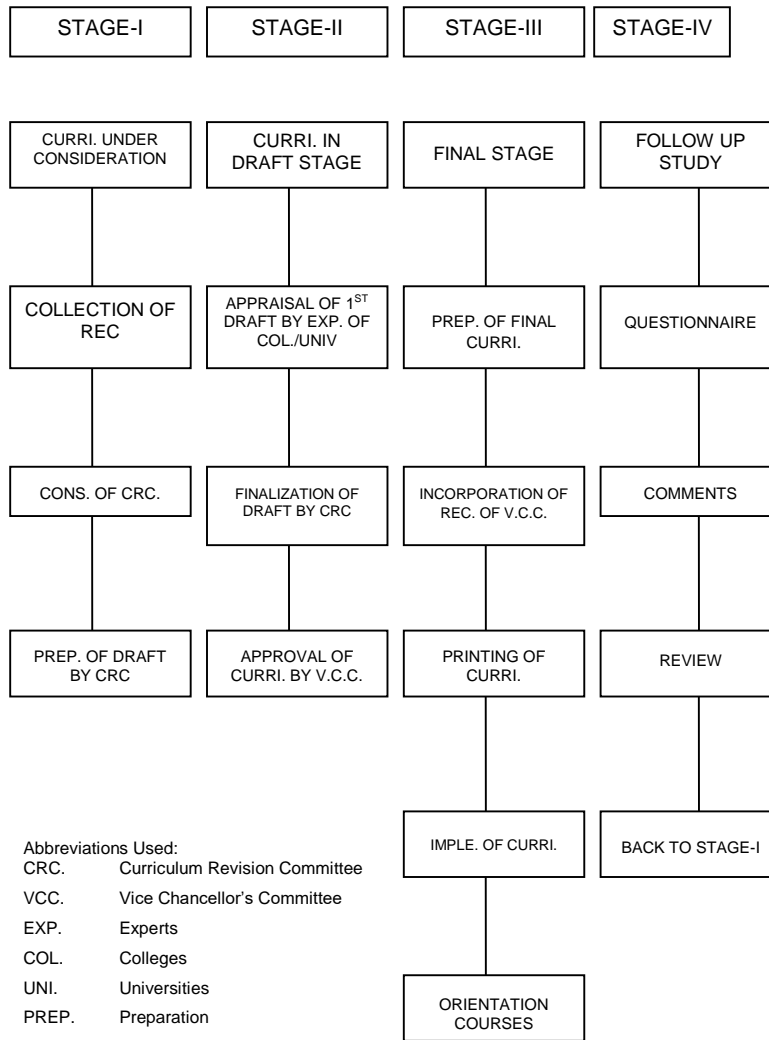 STAGE-I
STAGE-II
STAGE-III
STAGE-IV
CURRI. UNDER
CONSIDERATION
CURRI. IN
DRAFT STAGE
FINAL STAGE
FOLLOW UP
STUDY
COLLECTION OF
REC
APPRAISAL OF 1ST
DRAFT BY EXP. OF
COL./UNIV
PREP. OF FINAL
CURRI.
QUESTIONNAIRE
CONS. OF CRC.
FINALIZATION OF
DRAFT BY CRC
INCORPORATION OF
REC. OF V.C.C.
COMMENTS
PREP. OF DRAFT
BY CRC
APPROVAL OF
CURRI. BY V.C.C.
PRINTING OF
CURRI.
REVIEW
IMPLE. OF CURRI.
BACK TO STAGE-I
ORIENTATION
COURSES
Abbreviations Used:
CRC. Curriculum Revision Committee
VCC. Vice Chancellor's Committee
EXP. Experts
COL. Colleges
UNI. Universities
PREP. Preparation